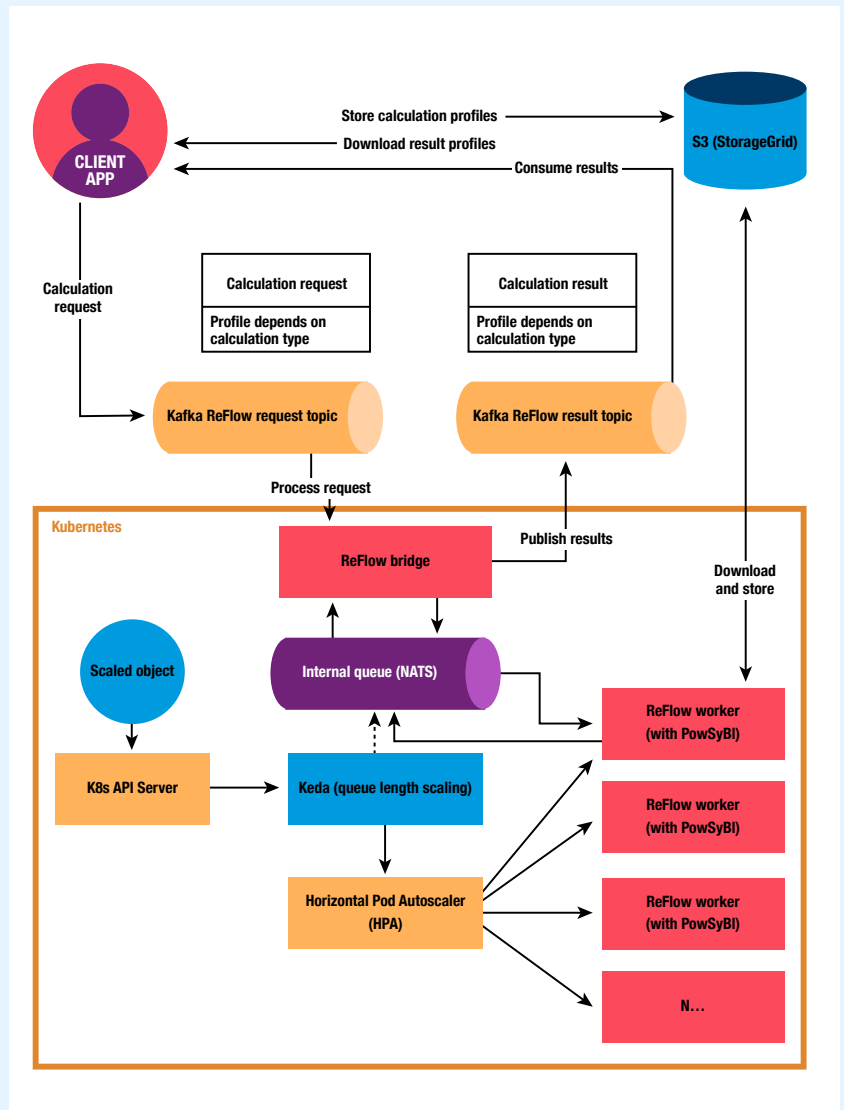 Store calculation profiles
Download result profiles
Consume results
CLIENT
APP
S3 (StorageGrid)
Calculation
request
Calculation request
Profile depends on
calculation type
Calculation result
Profile depends on
calculation type
Kafka ReFlow request topic
Kafka ReFlow result topic
Process request
Kubernetes
Publish results
ReFlow bridge
Download
and store
Scaled object
Internal queue (NATS)
ReFlow worker
(with PowSyBl)
K8s API Server
Keda (queue length scaling)
ReFlow worker
(with PowSyBl)
Horizontal Pod Autoscaler
(HPA)
ReFlow worker
(with PowSyBl)
N…